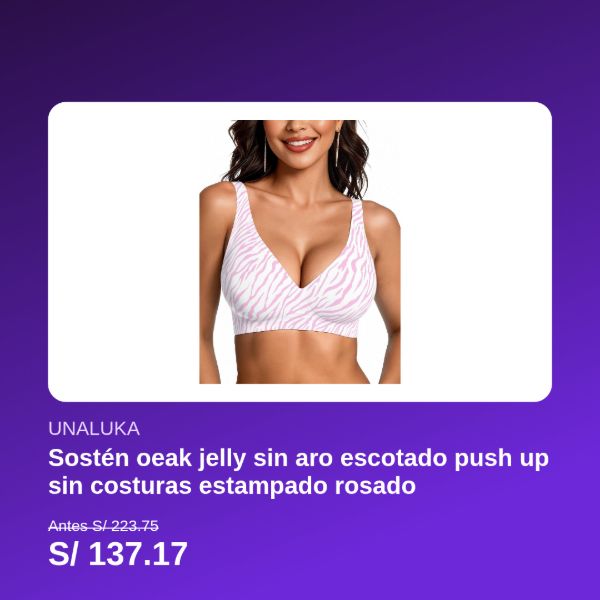 UNALUKA
Sostén oeak jelly sin aro escotado push up
sin costuras estampado rosado
Antes S/ 223.75
S/ 137.17